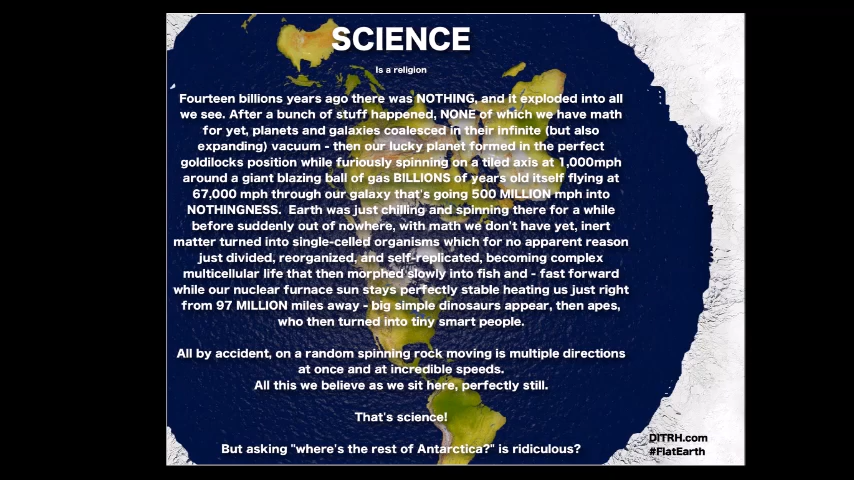 SCIENCE
Is a religion
Fourteen billions years ago there was NOTHING, and it exploded into all
we see. After a bunch of stuff happened, NONE of which we have math
for yet, planets and galaxies coalesced in their infinite (but also
expanding) vacuum - then our lucky planet formed in the perfect
goldilocks position while furiously spinning on a tiled axis at 1,000mph
around a giant blazing ball of gas BILLIONS of years old itself flying at
67,000 mph through our galaxy that's going 500 MILLION mph into
NOTHINGNESS. Earth was just chilling and spinning there for a while
before suddenly out of nowhere, with math we don't have yet, inert
matter turned into single-celled organisms which for no apparent reason
just divided, reorganized, and self-replicated, becoming complex
multicellular life that then morphed slowly into fish and - fast forward
while our nuclear furnace sun stays perfectly stable heating us just right
from 97 MILLION miles away - big simple dinosaurs appear, then apes,
who then turned into tiny smart people.
All by accident, on a random spinning rock moving is multiple directions
at once and at incredible speeds.
All this we believe as we sit here, perfectly still.
That's science!
But asking "where's the rest of Antarctica?" is ridiculous?
DITRH.com
#FlatEarth